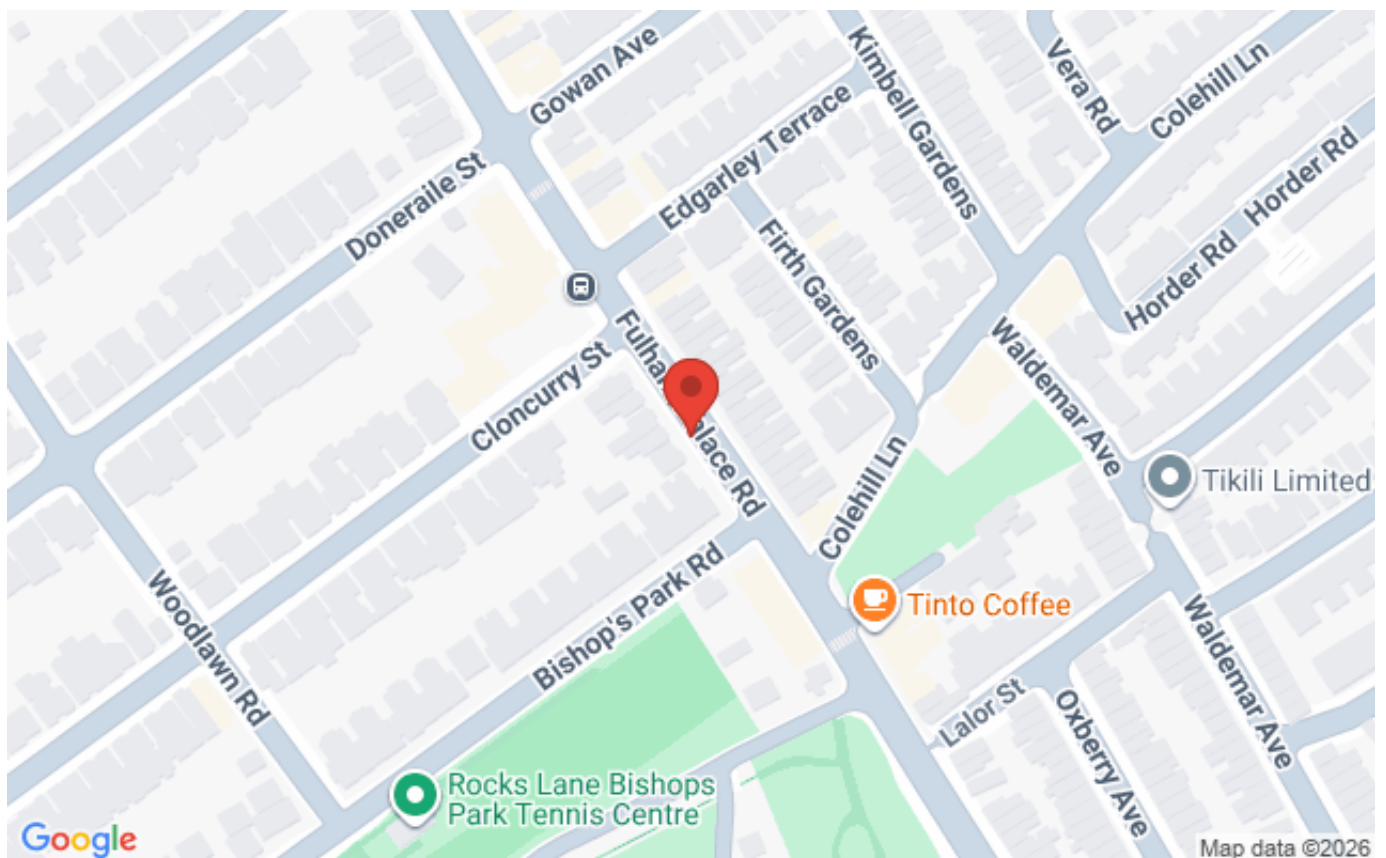 Gowan Ave
Kimbell Gardens
Vera Rd
Colehill Ln
Edgarley Terrace
Doneraile St
Horder Rd
Horder Rd
Firth Gardens
Cloncurry St
Waldemar Ave
Tikili Limited
Colehill Ln
Bishop's Park Rd
Tinto Coffee
Woodlawn Rd
Waldemar Ave
Lalor St
Oxberry Ave
Rocks Lane Bishops
Park Tennis Centre
Google
Map data ©2026